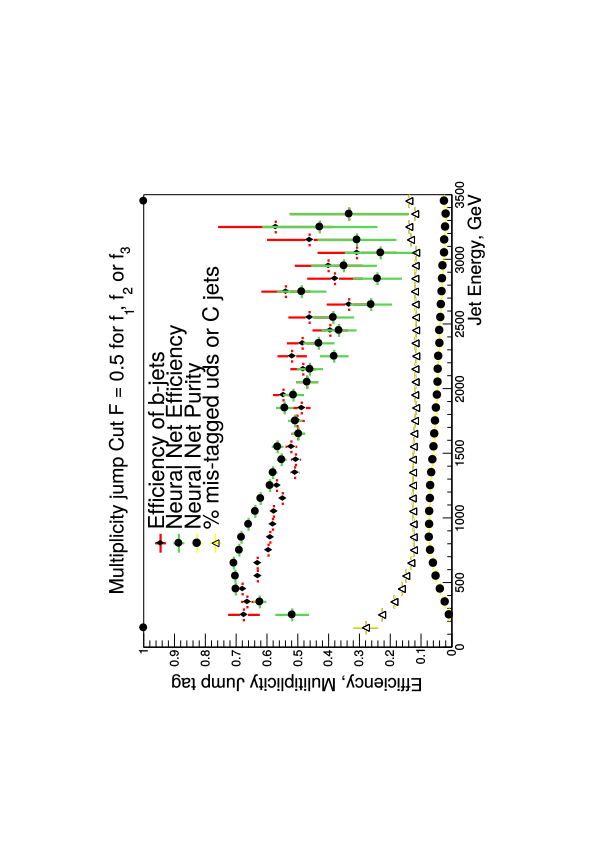 Multiplicity jump Cut F = 0.5 for f1, f2 or f3
Efficiency of b-jets
Neural Net Efficiency
Neural Net Purity
% mis-tagged uds or C jets
Efficiency, Mulitiplicity Jump tag
1
0.9
0.8
0.7
0.6
0.5
0.4
0.3
0.2
0.1
0
0 500 1000 1500 2000 2500 3000 3500
Jet Energy, GeV